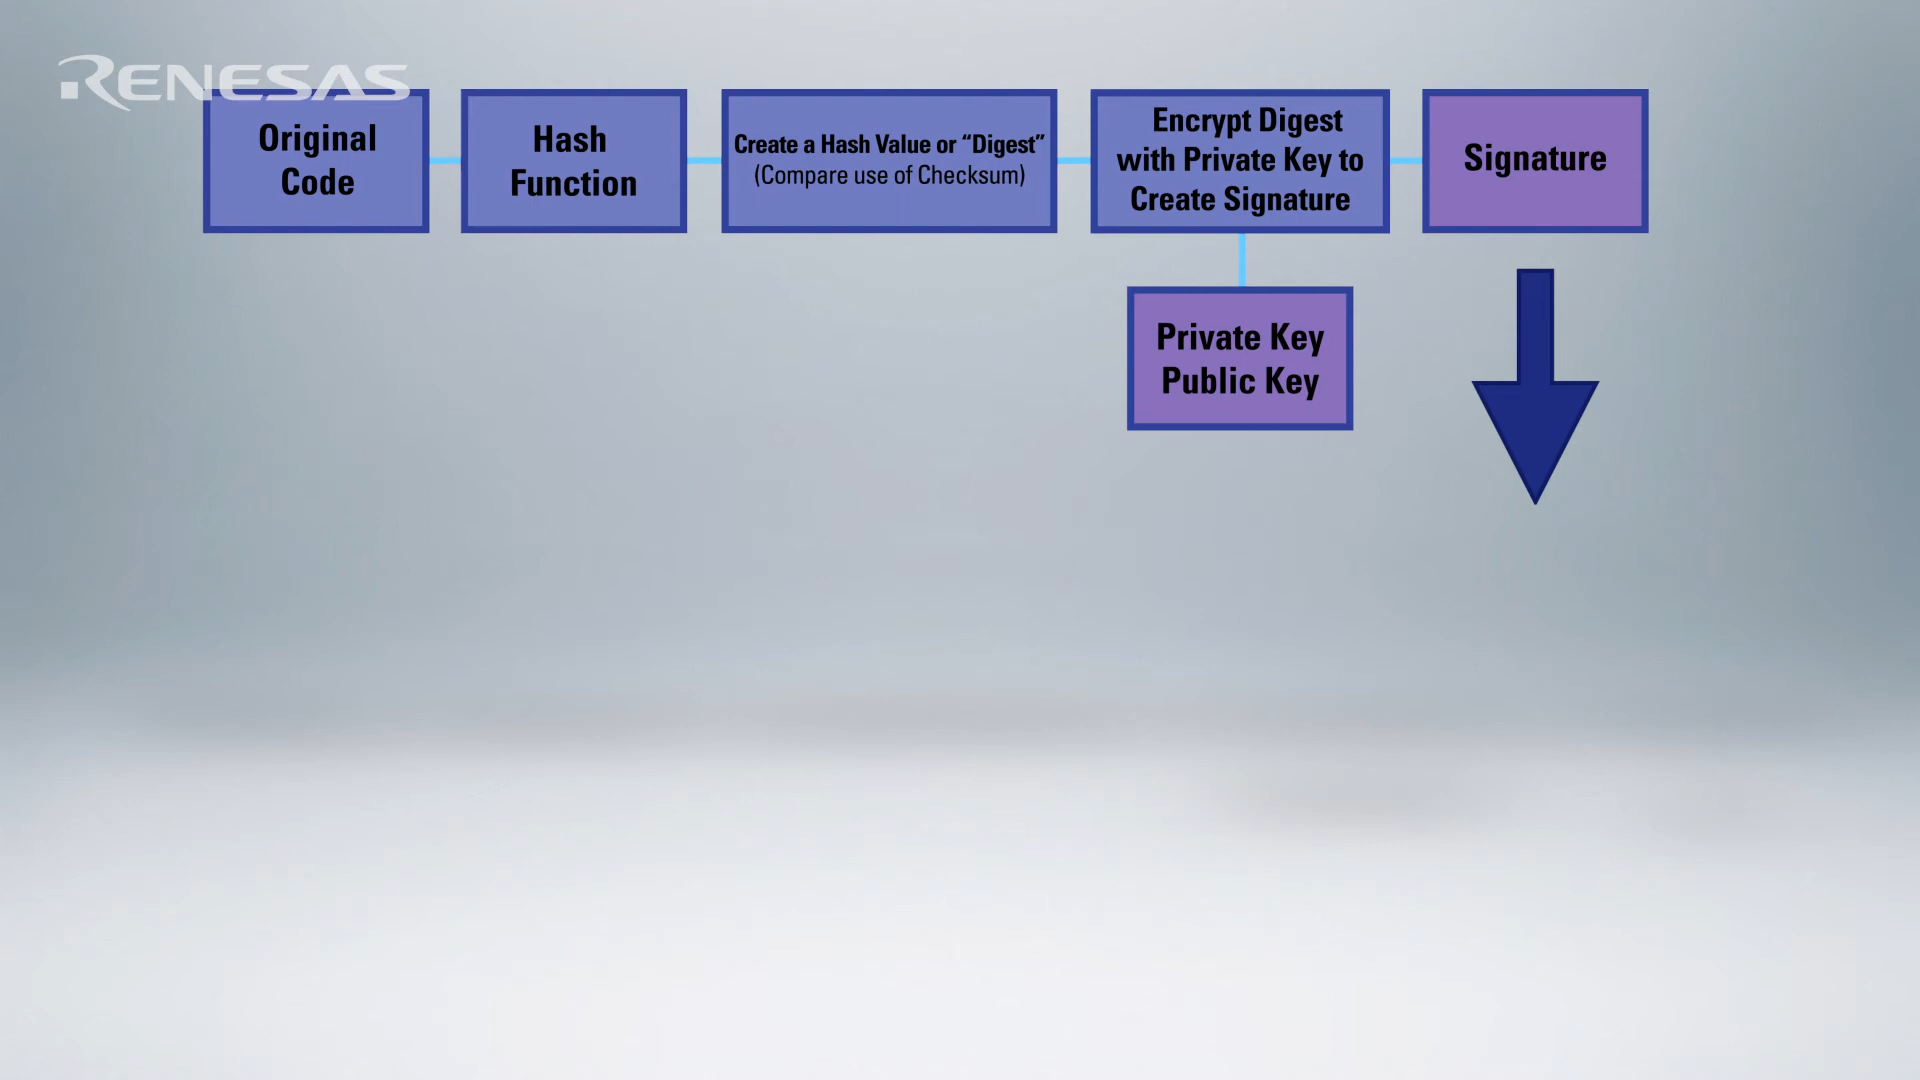 RENESAS
Original
Code
Hash
Function
Create a Hash Value or “Digest”
(Compare use of Checksum)
Encrypt Digest
with Private Key to
Create Signature
Signature
Private Key
Public Key